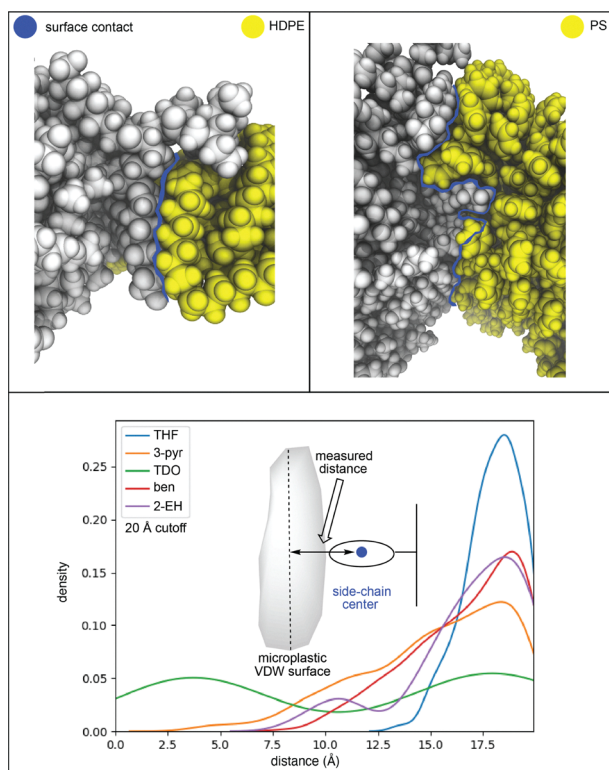 surface contact
HDPE
PS
THF
3-pyr
TDO
ben
2-EH
20 Å cutoff
measured
distance
side-chain
center
microplastic
VDW surface
density
0.25
0.20
0.15
0.10
0.05
0.00
0.0 2.5 5.0 7.5 10.0 12.5 15.0 17.5
distance (Å)